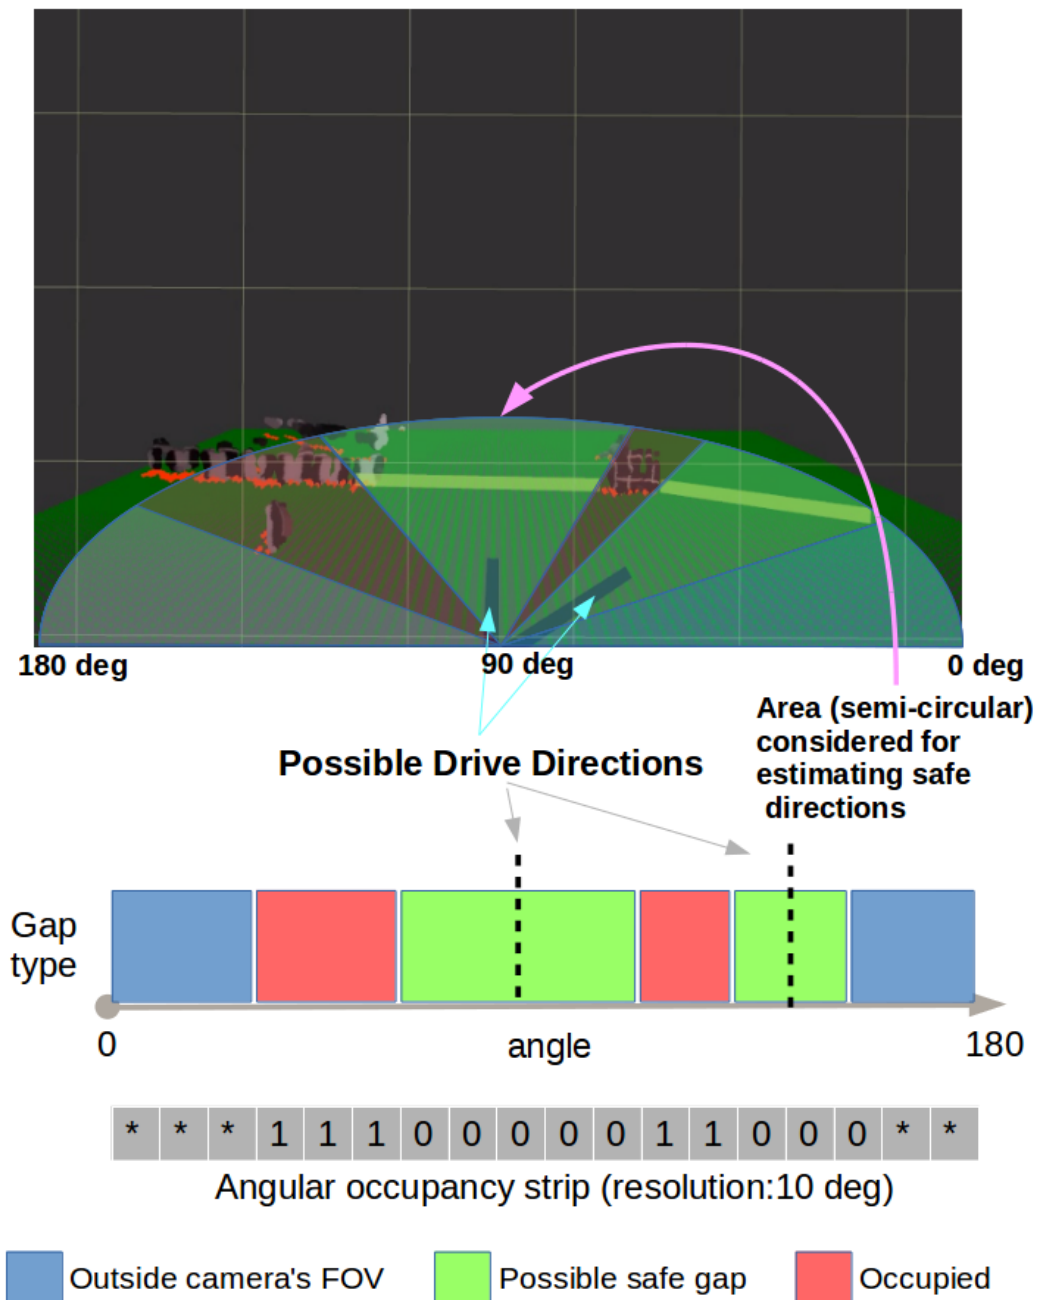 180 deg
90 deg
0 deg
Area (semi-circular)
considered for
estimating safe
directions
Possible Drive Directions
Gap
type
0
angle
180
* * * 1 1 1 0 0 0 0 0 1 1 0 0 0 * *
Angular occupancy strip (resolution:10 deg)
Outside camera's FOV
Possible safe gap
Occupied